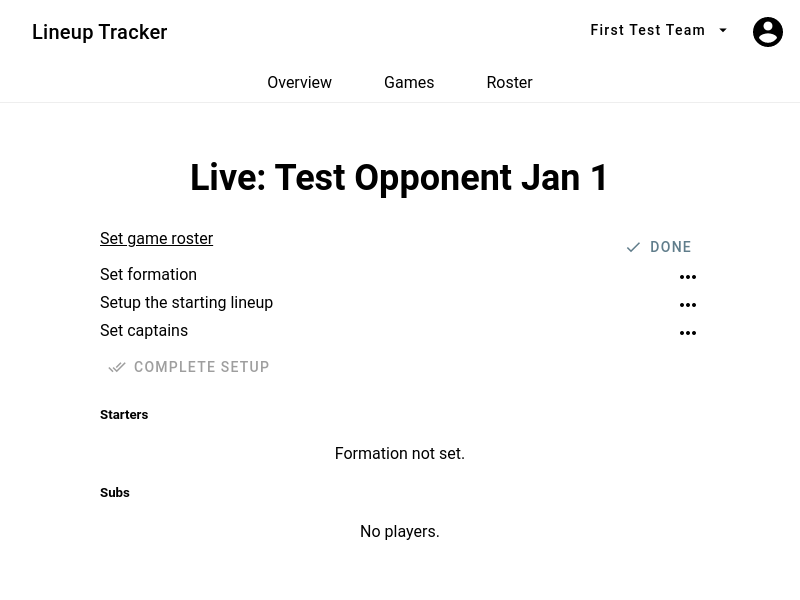 Lineup Tracker
First Test Team
Overview Games Roster
Live: Test Opponent Jan 1
Set game roster
DONE
Set formation
Setup the starting lineup
Set captains
COMPLETE SETUP
Starters
Formation not set.
Subs
No players.